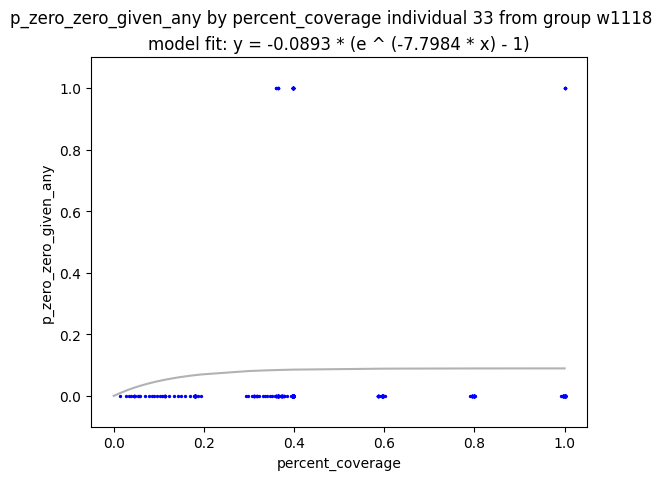 p_zero_zero_given_any by percent_coverage individual 33 from group w1118
model fit: y = -0.0893 * (e ^ (-7.7984 * x) - 1)
1.0
0.8
0.6
0.4
0.2
0.0
p_zero_zero_given_any
0.0 0.2 0.4 0.6 0.8 1.0
percent_coverage